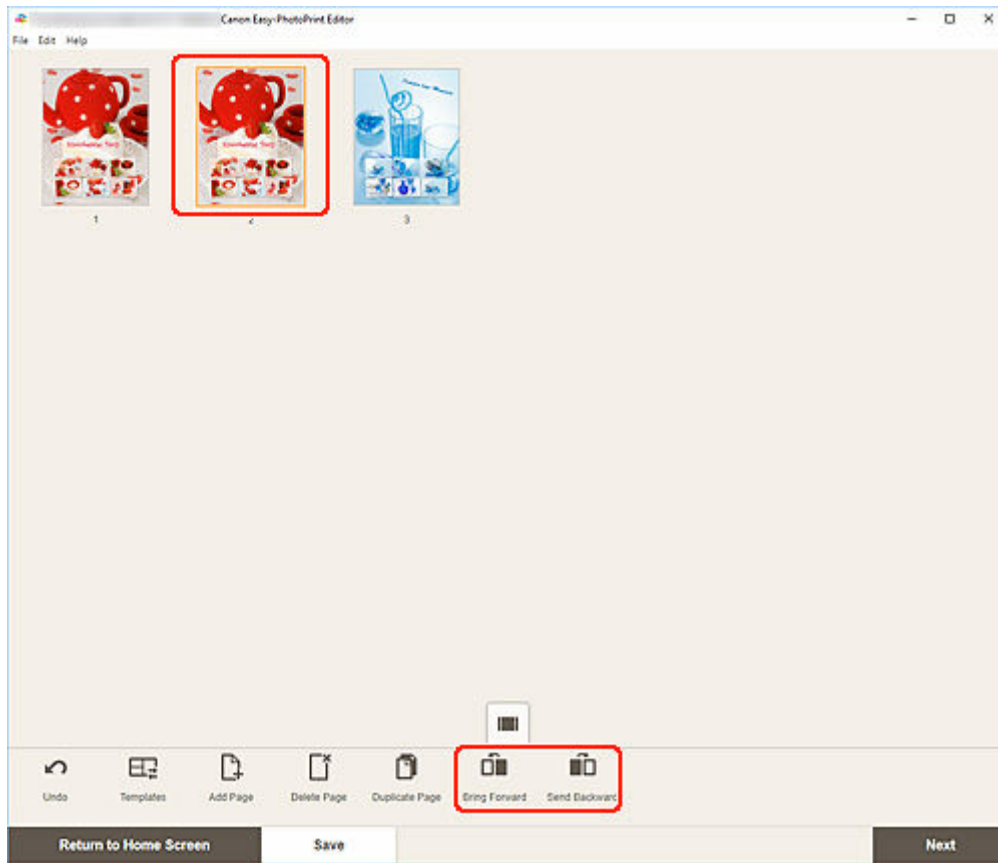 Canon Easy-PhotoPrint Editor
File Edit Help
1 2 3
Undo Templates Add Page Delete Page Duplicate Page Bring Forward Send Backward
Return to Home Screen Save Next